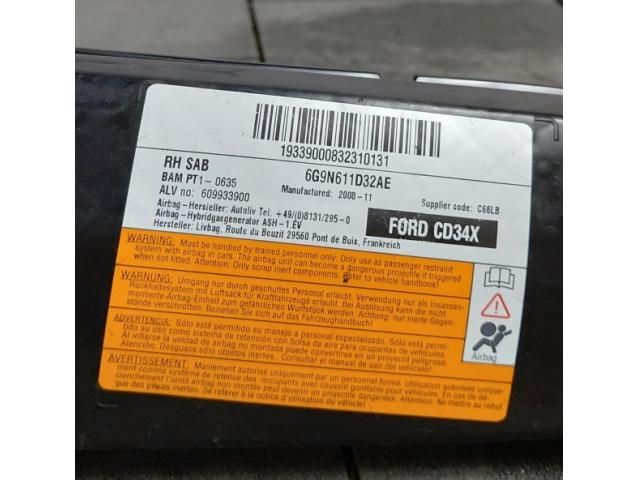 19339000832310131
RH SAB
6G9N611D32AE
BAM PT1- 0635
Manufactured: 2008-11
ALV no: 609933900
Supplier code: C66LB
Airbag-Hersteller: Autoliv Tel. +49/(0)8131/295-0
Airbag-Hybridgasgenerator ASH-1.EV
FORD CD34X
Hersteller: Livbag, Route du Beuzit 29560 Pont de Buis, Frankreich
WARNING: Must be handled by trained personnel only. Only use as passenger restraint
system with airbag in cars. The airbag unit can become a dangerous projectile if triggered
when not fitted. Attention: Only scrap inert components. Refer to vehicle handbook!
WARNUNG: Umgang nur durch geschultes Personal erlaubt. Verwendung nur als Insassen-
Rückhaltesystem mit Luftsack für Kraftfahrzeuge erlaubt. Bei Auslösung kann die nicht
montierte Airbag-Einheit zum gefährlichen Wurfstück werden. Achtung: Nur inerte Gegen-
stände verschrotten. Beziehen Sie sich auf das Fahrzeughandbuch!
ADVERTENCIA: Sólo está permitido su manejo a personal especializado. Sólo está permi-
tido su uso como sistema de retención con bolsa de aire para ocupantes de vehículos.
Al inflarse la unidad de airbag no montada puede convertirse en un proyectil peligroso.
Atención: Desguace sólo objetos inertes. Consulte el manual del vehículo!
AVERTISSEMENT: Maniement autorisé uniquement par personnel formé. Utilisation autorisée unique-
ment comme système de retenue des occupants avec coussin gonflable pour automobiles. En cas de
déclenchement l'unité airbag non montée peut devenir un projectile dangereux. Attention: Ne mettre
au rebut que des objets inertes. Se référer à la notice d'utilisation du véhicule!
Airbag